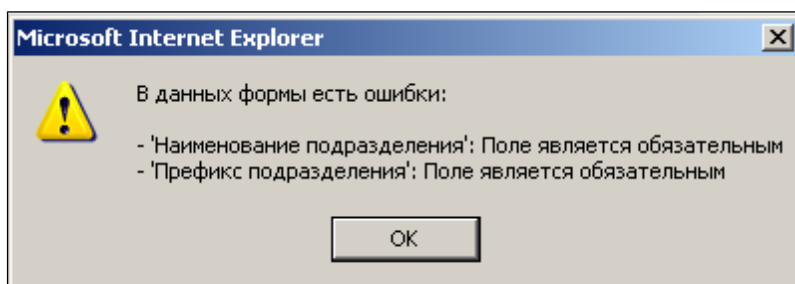 Microsoft Internet Explorer
В данных формы есть ошибки:
- 'Наименование подразделения': Поле является обязательным
- 'Префикс подразделения': Поле является обязательным
OK